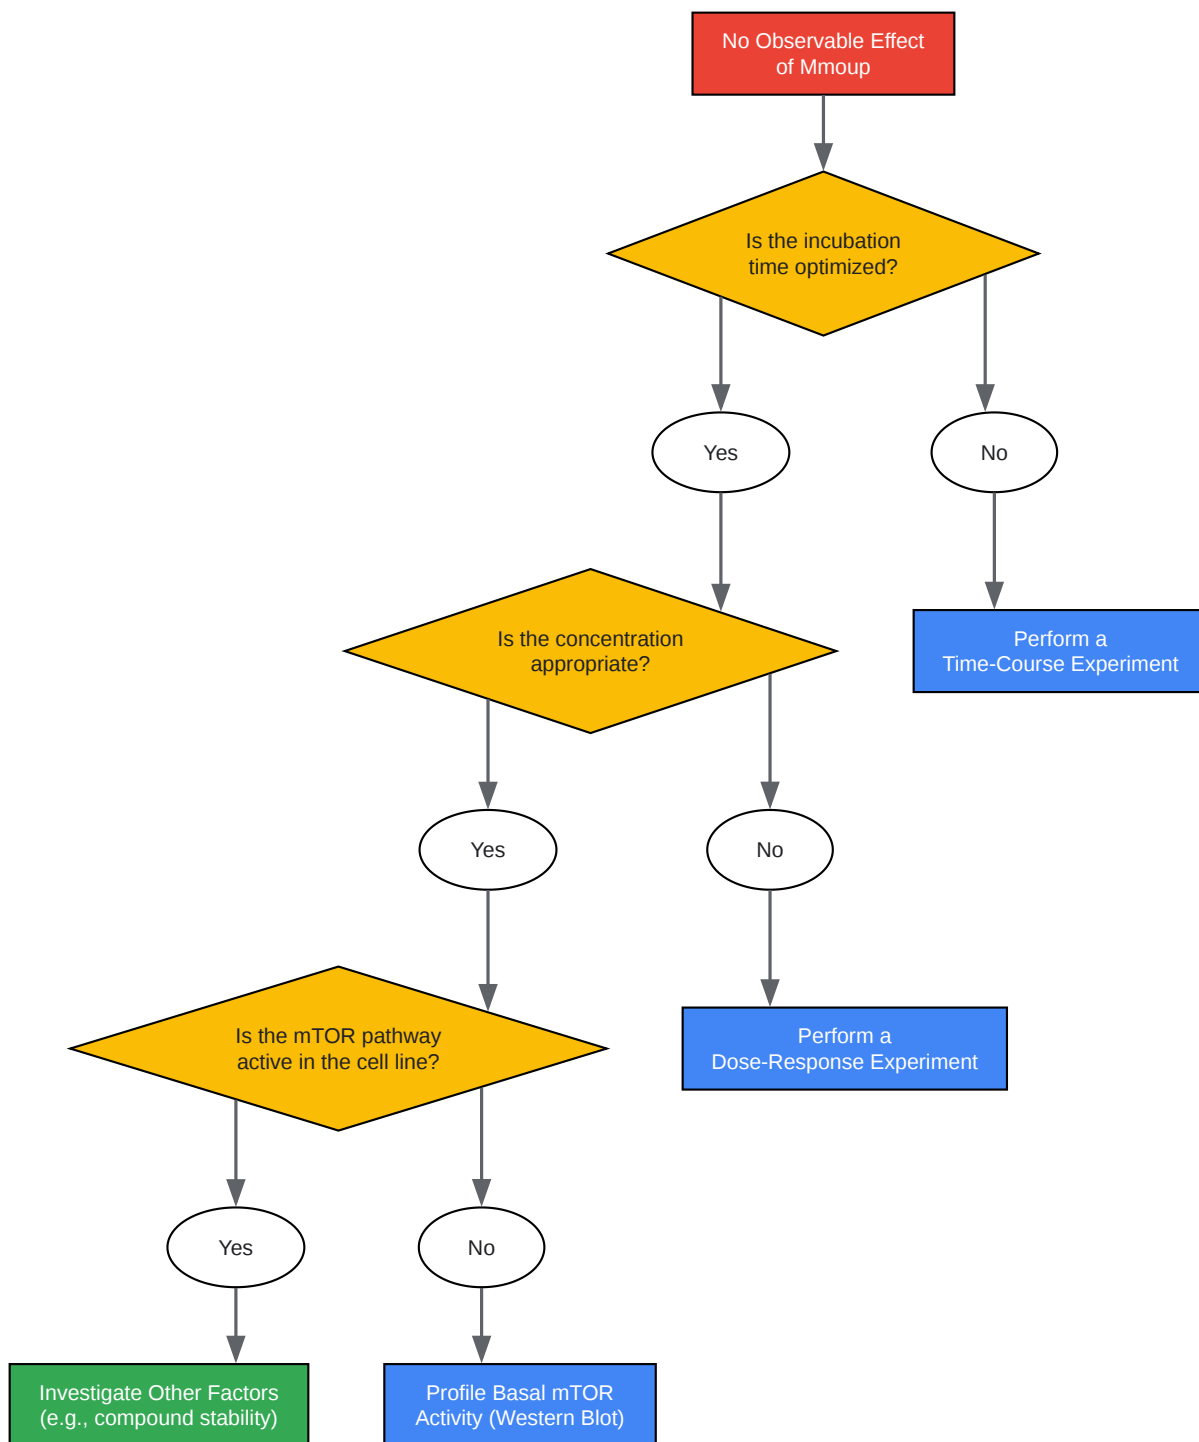 No Observable Effect
of Mmoup
Is the incubation
time optimized?
Yes
No
Is the concentration
appropriate?
Perform a
Time-Course Experiment
Yes
No
Is the mTOR pathway
active in the cell line?
Perform a
Dose-Response Experiment
Yes
No
Investigate Other Factors
(e.g., compound stability)
Profile Basal mTOR
Activity (Western Blot)